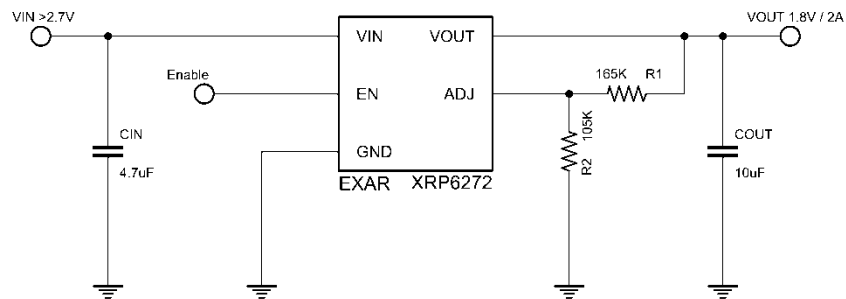 VIN >2.7V
VOUT 1.8V / 2A
VIN VOUT
Enable
165K R1
EN ADJ
105K
R2
CIN
4.7uF
GND
COUT
10uF
EXAR XRP6272